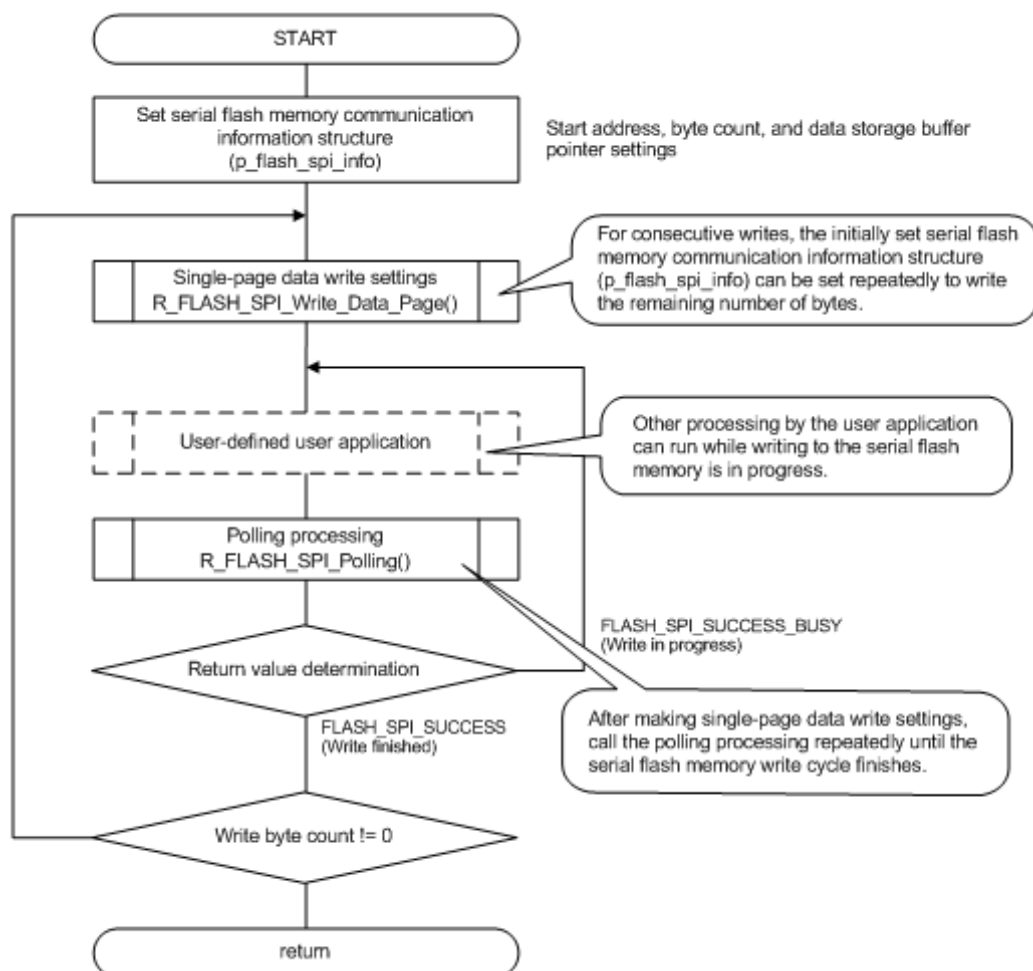 START
Set serial flash memory communication
information structure
(p_flash_spi_info)
Start address, byte count, and data storage buffer
pointer settings
Single-page data write settings
R_FLASH_SPI_Write_Data_Page()
For consecutive writes, the initially set serial flash
memory communication information structure
(p_flash_spi_info) can be set repeatedly to write
the remaining number of bytes.
User-defined user application
Other processing by the user application
can run while writing to the serial flash
memory is in progress.
Polling processing
R_FLASH_SPI_Polling()
FLASH_SPI_SUCCESS_BUSY
(Write in progress)
Return value determination
FLASH_SPI_SUCCESS
(Write finished)
After making single-page data write settings,
call the polling processing repeatedly until the
serial flash memory write cycle finishes.
Write byte count != 0
return